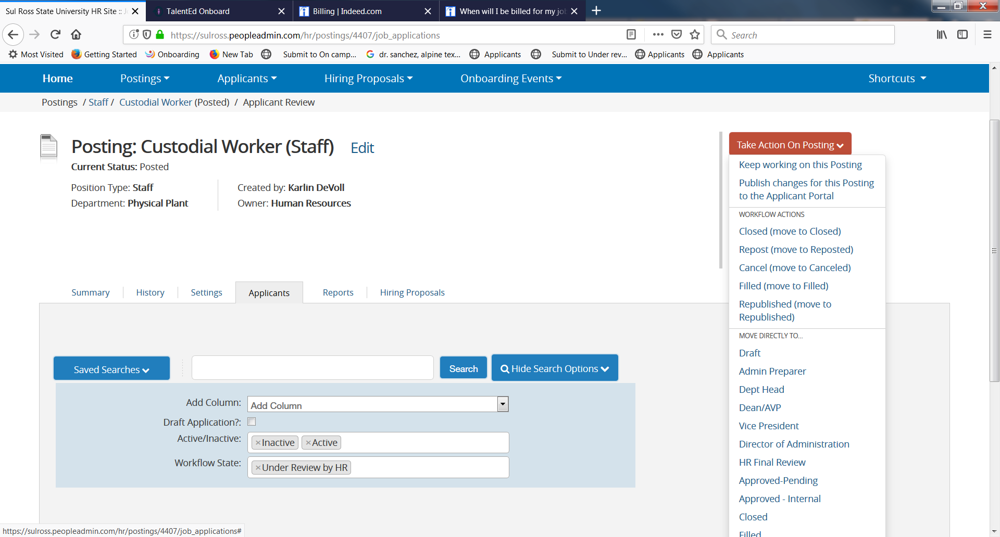 Sul Ross State University HR Site :: J
TalentEd Onboard
Billing | Indeed.com
When will I be billed for my job
https://sulross.peopleadmin.com/hr/postings/4407/job_applications
Search
Most Visited
Getting Started
Onboarding
New Tab
Submit to On camp...
dr. sanchez, alpine tex...
Applicants
Submit to Under rev...
Applicants
Applicants
Home
Postings
Applicants
Hiring Proposals
Onboarding Events
Shortcuts
Postings / Staff / Custodial Worker (Posted) / Applicant Review
Posting: Custodial Worker (Staff) Edit
Current Status: Posted
Position Type: Staff
Department: Physical Plant
Created by: Karlin DeVoll
Owner: Human Resources
Take Action On Posting
Keep working on this Posting
Publish changes for this Posting
to the Applicant Portal
WORKFLOW ACTIONS
Closed (move to Closed)
Repost (move to Reposted)
Cancel (move to Canceled)
Filled (move to Filled)
Republished (move to
Republished)
MOVE DIRECTLY TO...
Draft
Admin Preparer
Dept Head
Dean/AVP
Vice President
Director of Administration
HR Final Review
Approved-Pending
Approved - Internal
Closed
Filled
Summary
History
Settings
Applicants
Reports
Hiring Proposals
Saved Searches
Search
Hide Search Options
Add Column: Add Column
Draft Application?:
Active/Inactive: ×Inactive ×Active
Workflow State: ×Under Review by HR
https://sulross.peopleadmin.com/hr/postings/4407/job_applications#